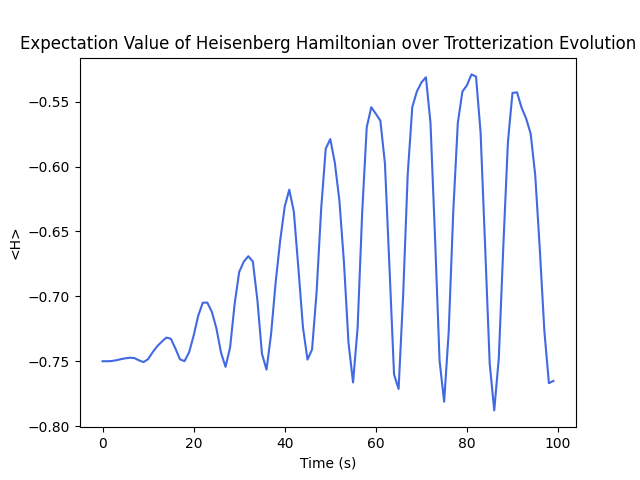 Expectation Value of Heisenberg Hamiltonian over Trotterization Evolution
−0.55
−0.60
−0.65
−0.70
−0.75
−0.80
<H>
0 20 40 60 80 100
Time (s)